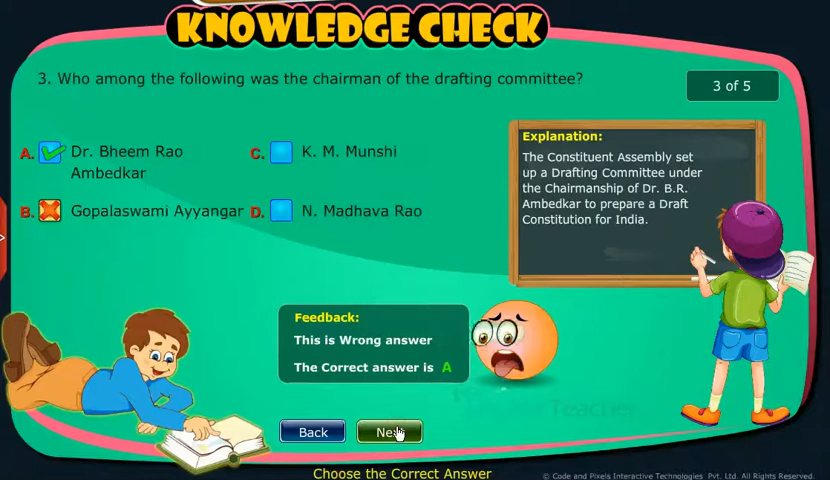 KNOWLEDGE CHECK
3. Who among the following was the chairman of the drafting committee?
3 of 5
A. Dr. Bheem Rao
Ambedkar
C. K. M. Munshi
B. Gopalaswami Ayyangar
D. N. Madhava Rao
Explanation:
The Constituent Assembly set
up a Drafting Committee under
the Chairmanship of Dr. B.R.
Ambedkar to prepare a Draft
Constitution for India.
Feedback:
This is Wrong answer
The Correct answer is A
Teacher
Back
Choose the Correct Answer
© Code and Pixels Interactive Technologies Pvt. Ltd. All Rights Reserved.